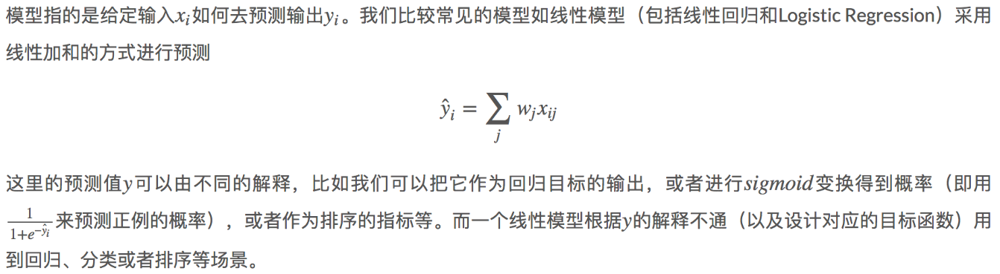 模型指的是给定输入$x_i$如何去预测输出$y_i$。我们比较常见的模型如线性模型（包括线性回归和Logistic Regression）采用
线性加和的方式进行预测
$$\hat{y}_i = \sum_j w_j x_{ij}$$
这里的预测值$y$可以由不同的解释，比如我们可以把它作为回归目标的输出，或者进行$sigmoid$变换得到概率（即用
$\frac{1}{1+e^{-\hat{y}_i}}$来预测正例的概率），或者作为排序的指标等。而一个线性模型根据$y$的解释不通（以及设计对应的目标函数）用
到回归、分类或者排序等场景。